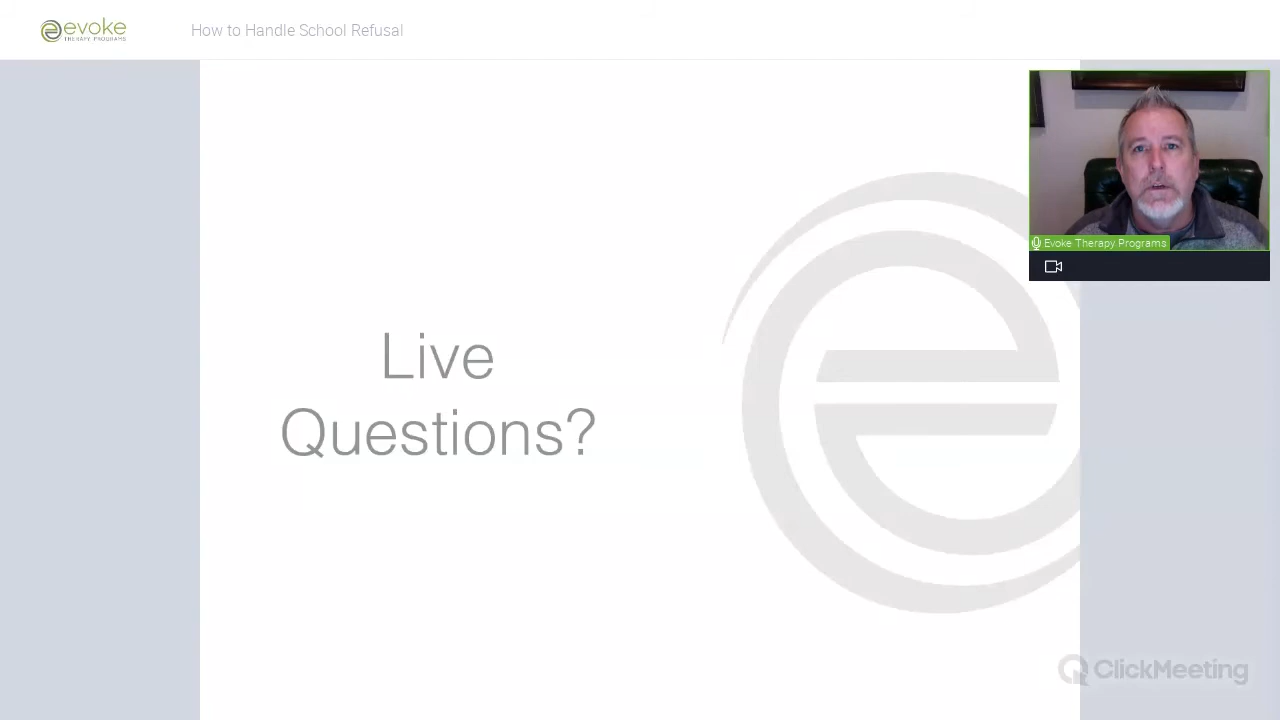 evoke
THERAPY PROGRAMS
How to Handle School Refusal
Evoke Therapy Programs
Live
Questions?
ClickMeeting